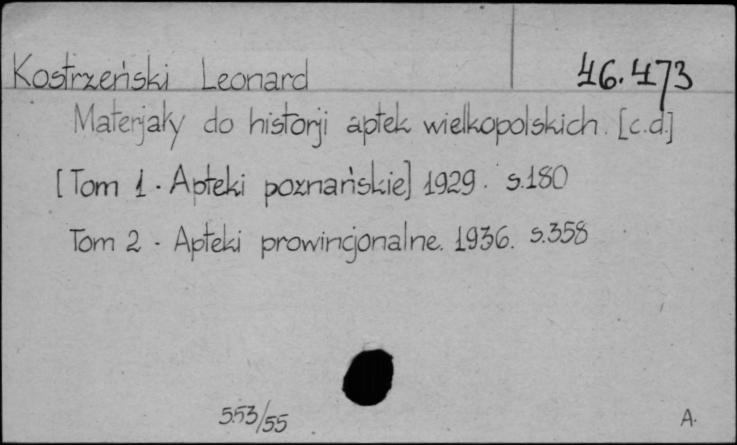 Kostrzeński Leonard 46.473
Materjały do historji aptek wielkopolskich. [c.d.]
[Tom 1 - Apteki poznańskie] 1929. s.180
Tom 2 - Apteki prowincjonalne. 1936. s.358
553/55 A.